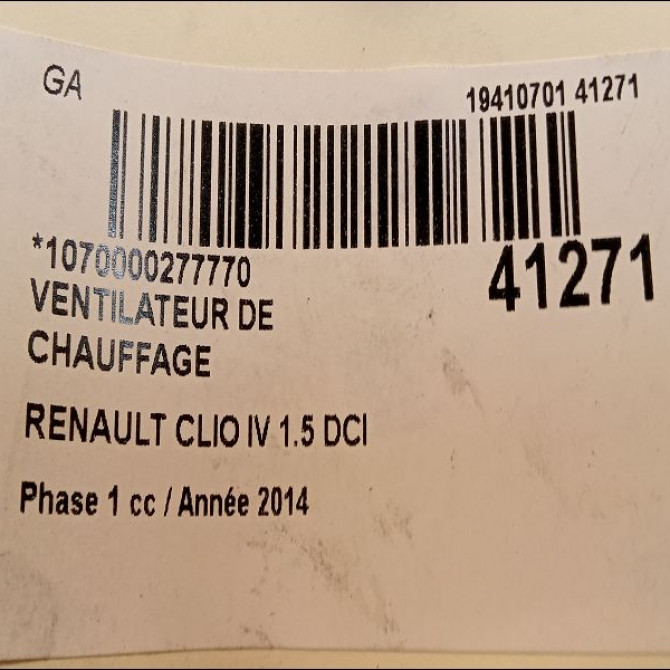 GA
19410701 41271
*1070000277770
41271
VENTILATEUR DE
CHAUFFAGE
RENAULT CLIO IV 1.5 DCI
Phase 1 cc / Année 2014